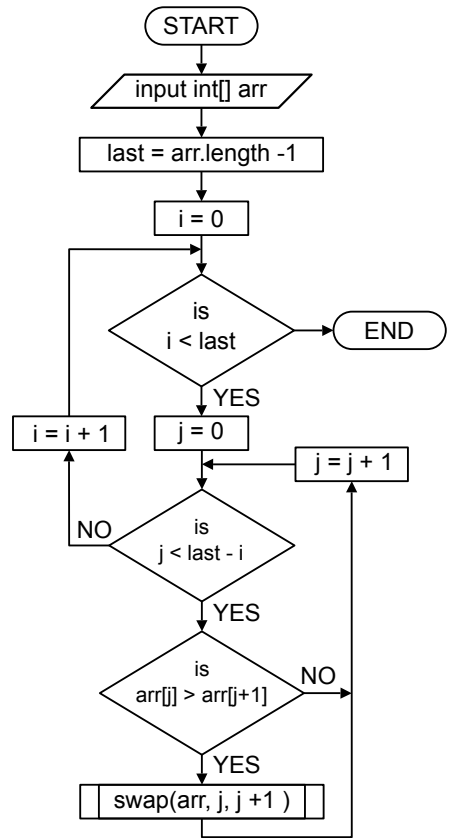 START
input int[] arr
last = arr.length -1
i = 0
is
i < last
END
YES
i = i + 1
j = 0
j = j + 1
NO
is
j < last - i
YES
is
arr[j] > arr[j+1]
NO
YES
swap(arr, j, j +1 )